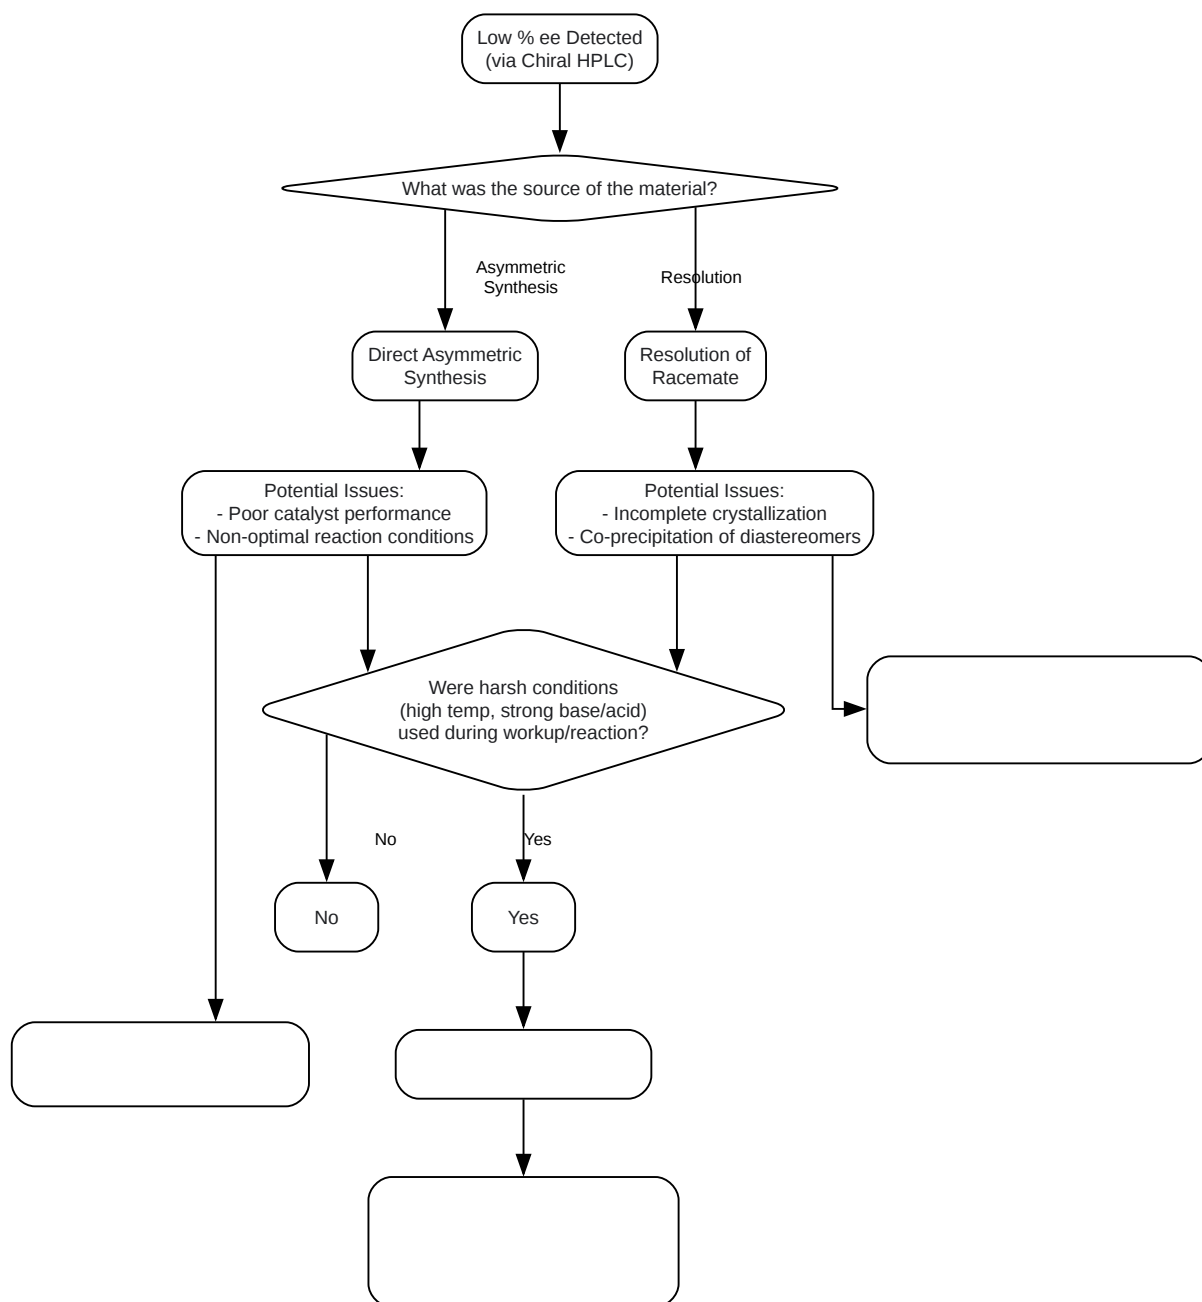 Low % ee Detected
(via Chiral HPLC)
What was the source of the material?
Asymmetric
Synthesis
Resolution
Direct Asymmetric
Synthesis
Resolution of
Racemate
Potential Issues:
- Poor catalyst performance
- Non-optimal reaction conditions
Potential Issues:
- Incomplete crystallization
- Co-precipitation of diastereomers
Were harsh conditions
(high temp, strong base/acid)
used during workup/reaction?
No
Yes
No
Yes